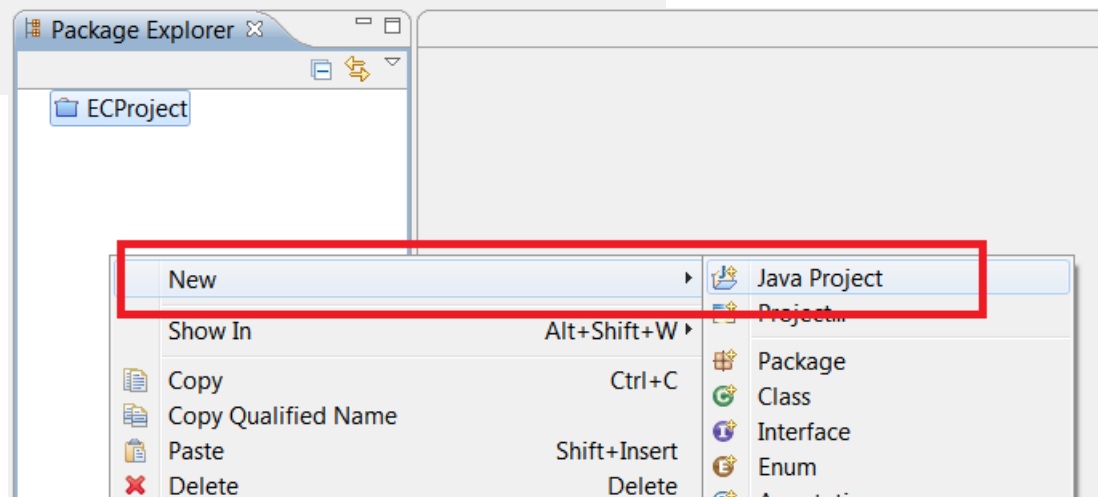 Package Explorer
ECProject
New
Java Project
Project...
Show In Alt+Shift+W
Package
Copy Ctrl+C
Class
Copy Qualified Name
Interface
Paste Shift+Insert
Enum
Delete Delete